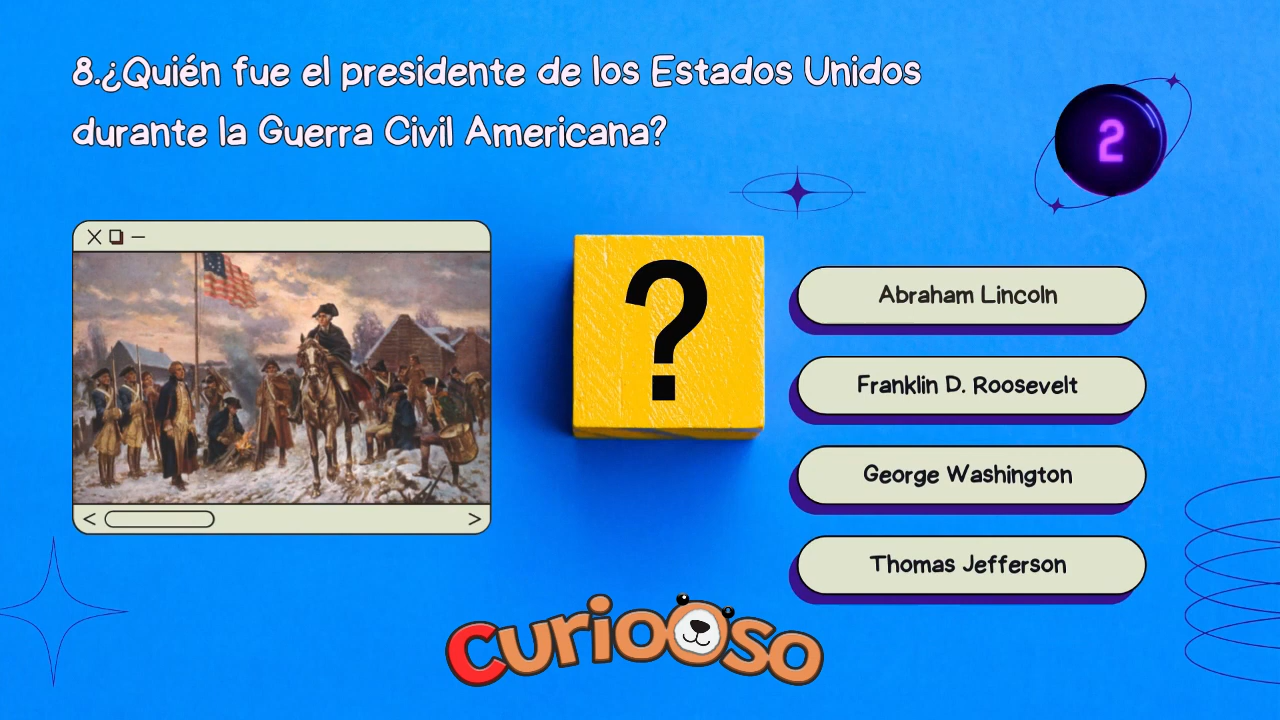 8.¿Quién fue el presidente de los Estados Unidos
durante la Guerra Civil Americana?
2
?
Abraham Lincoln
Franklin D. Roosevelt
George Washington
Thomas Jefferson
curiooso